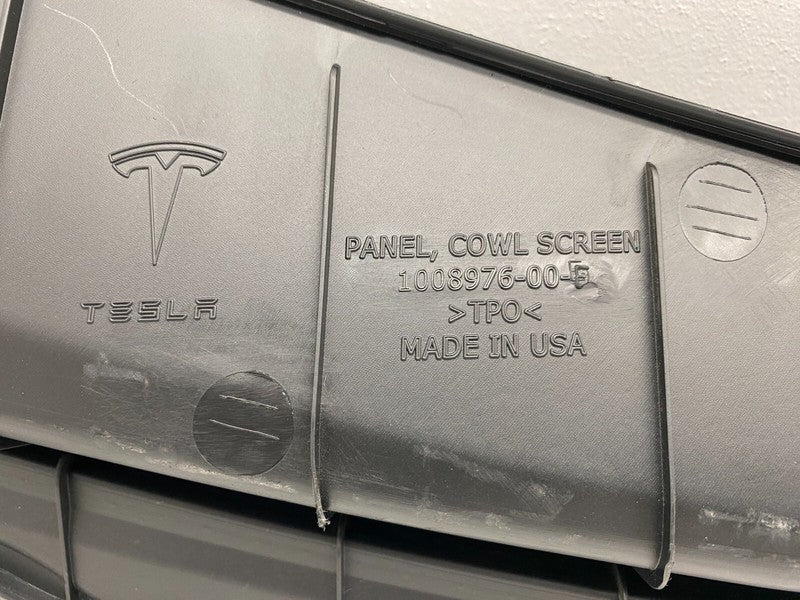 TESLA
PANEL, COWL SCREEN
1008976-00-E
>TPO<
MADE IN USA